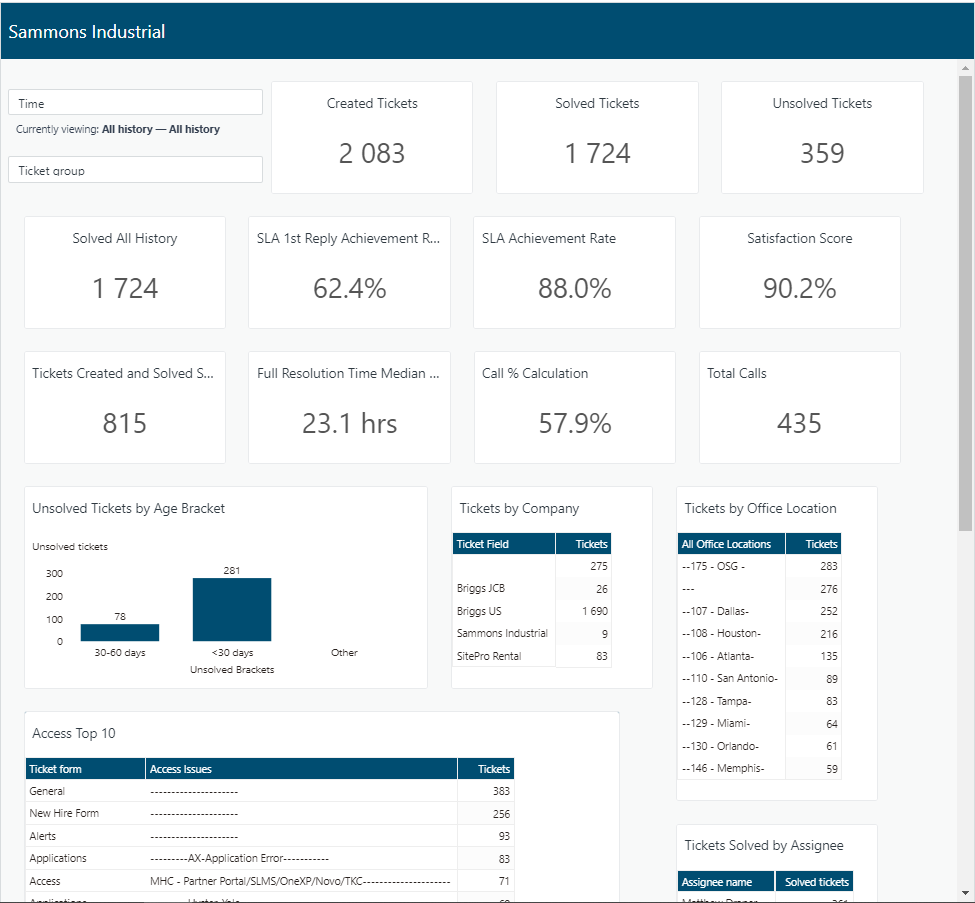 Sammons Industrial
Time
Currently viewing: All history — All history
Ticket group
Created Tickets
2 083
Solved Tickets
1 724
Unsolved Tickets
359
Solved All History
1 724
SLA 1st Reply Achievement R...
62.4%
SLA Achievement Rate
88.0%
Satisfaction Score
90.2%
Tickets Created and Solved S...
815
Full Resolution Time Median ...
23.1 hrs
Call % Calculation
57.9%
Total Calls
435
Unsolved Tickets by Age Bracket
Unsolved tickets
300
200
100
0
78
281
30-60 days
<30 days
Other
Unsolved Brackets
Tickets by Company
Ticket Field Tickets
275
Briggs JCB 26
Briggs US 1 690
Sammons Industrial 9
SitePro Rental 83
Tickets by Office Location
All Office Locations Tickets
--175 - OSG - 283
--- 276
--107 - Dallas- 252
--108 - Houston- 216
--106 - Atlanta- 135
--110 - San Antonio- 89
--128 - Tampa- 83
--129 - Miami- 64
--130 - Orlando- 61
--146 - Memphis- 59
Access Top 10
Ticket form Access Issues Tickets
General --------------------- 383
New Hire Form --------------------- 256
Alerts --------------------- 93
Applications ---------AX-Application Error----------- 83
Access MHC - Partner Portal/SLMS/OneXP/Novo/TKC--------------------- 71
Tickets Solved by Assignee
Assignee name Solved tickets